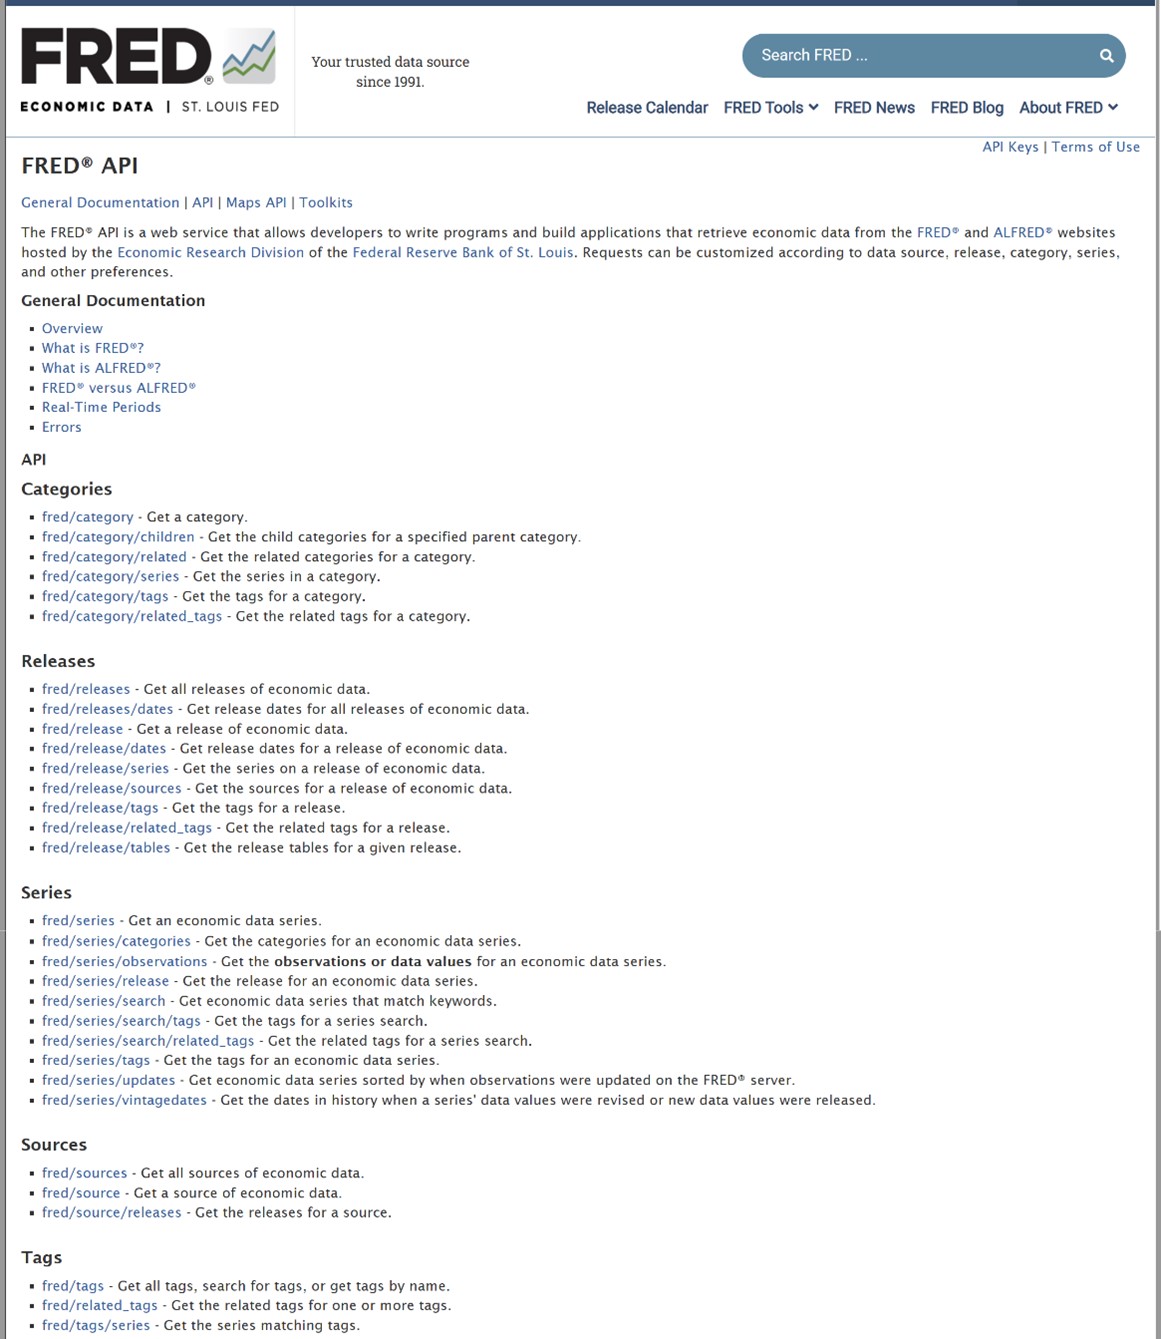 FRED®
ECONOMIC DATA | ST. LOUIS FED
Your trusted data source
since 1991.
Search FRED ...
Release Calendar FRED Tools FRED News FRED Blog About FRED
API Keys | Terms of Use
FRED® API
General Documentation | API | Maps API | Toolkits
The FRED® API is a web service that allows developers to write programs and build applications that retrieve economic data from the FRED® and ALFRED® websites
hosted by the Economic Research Division of the Federal Reserve Bank of St. Louis. Requests can be customized according to data source, release, category, series,
and other preferences.
General Documentation
▪ Overview
▪ What is FRED®?
▪ What is ALFRED®?
▪ FRED® versus ALFRED®
▪ Real-Time Periods
▪ Errors
API
Categories
▪ fred/category - Get a category.
▪ fred/category/children - Get the child categories for a specified parent category.
▪ fred/category/related - Get the related categories for a category.
▪ fred/category/series - Get the series in a category.
▪ fred/category/tags - Get the tags for a category.
▪ fred/category/related_tags - Get the related tags for a category.
Releases
▪ fred/releases - Get all releases of economic data.
▪ fred/releases/dates - Get release dates for all releases of economic data.
▪ fred/release - Get a release of economic data.
▪ fred/release/dates - Get release dates for a release of economic data.
▪ fred/release/series - Get the series on a release of economic data.
▪ fred/release/sources - Get the sources for a release of economic data.
▪ fred/release/tags - Get the tags for a release.
▪ fred/release/related_tags - Get the related tags for a release.
▪ fred/release/tables - Get the release tables for a given release.
Series
▪ fred/series - Get an economic data series.
▪ fred/series/categories - Get the categories for an economic data series.
▪ fred/series/observations - Get the observations or data values for an economic data series.
▪ fred/series/release - Get the release for an economic data series.
▪ fred/series/search - Get economic data series that match keywords.
▪ fred/series/search/tags - Get the tags for a series search.
▪ fred/series/search/related_tags - Get the related tags for a series search.
▪ fred/series/tags - Get the tags for an economic data series.
▪ fred/series/updates - Get economic data series sorted by when observations were updated on the FRED® server.
▪ fred/series/vintagedates - Get the dates in history when a series' data values were revised or new data values were released.
Sources
▪ fred/sources - Get all sources of economic data.
▪ fred/source - Get a source of economic data.
▪ fred/source/releases - Get the releases for a source.
Tags
▪ fred/tags - Get all tags, search for tags, or get tags by name.
▪ fred/related_tags - Get the related tags for one or more tags.
▪ fred/tags/series - Get the series matching tags.